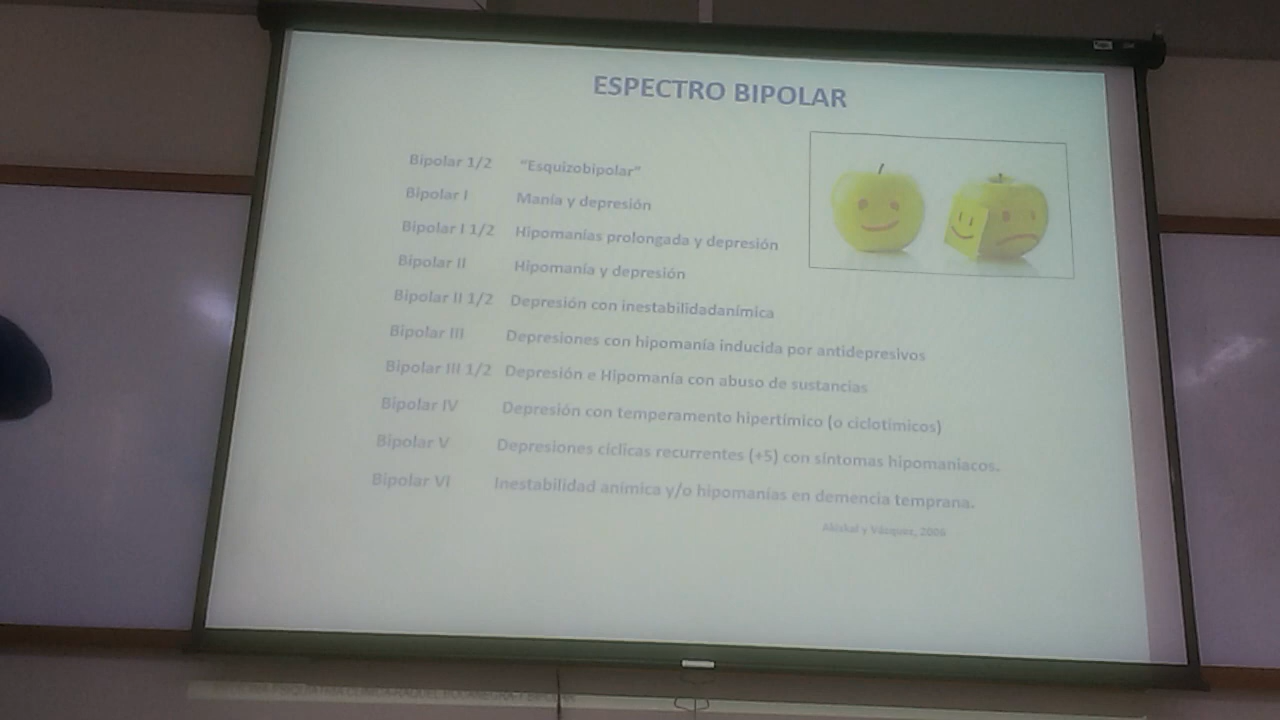 ESPECTRO BIPOLAR
Bipolar 1/2 "Esquizobipolar"
Bipolar I Manía y depresión
Bipolar I 1/2 Hipomanías prolongada y depresión
Bipolar II Hipomanía y depresión
Bipolar II 1/2 Depresión con inestabilidadanímica
Bipolar III Depresiones con hipomanía inducida por antidepresivos
Bipolar III 1/2 Depresión e Hipomanía con abuso de sustancias
Bipolar IV Depresión con temperamento hipertímico (o ciclotimicos)
Bipolar V Depresiones cíclicas recurrentes (+5) con síntomas hipomaniacos.
Bipolar VI Inestabilidad anímica y/o hipomanías en demencia temprana.
Akiskal y Vázquez, 2006